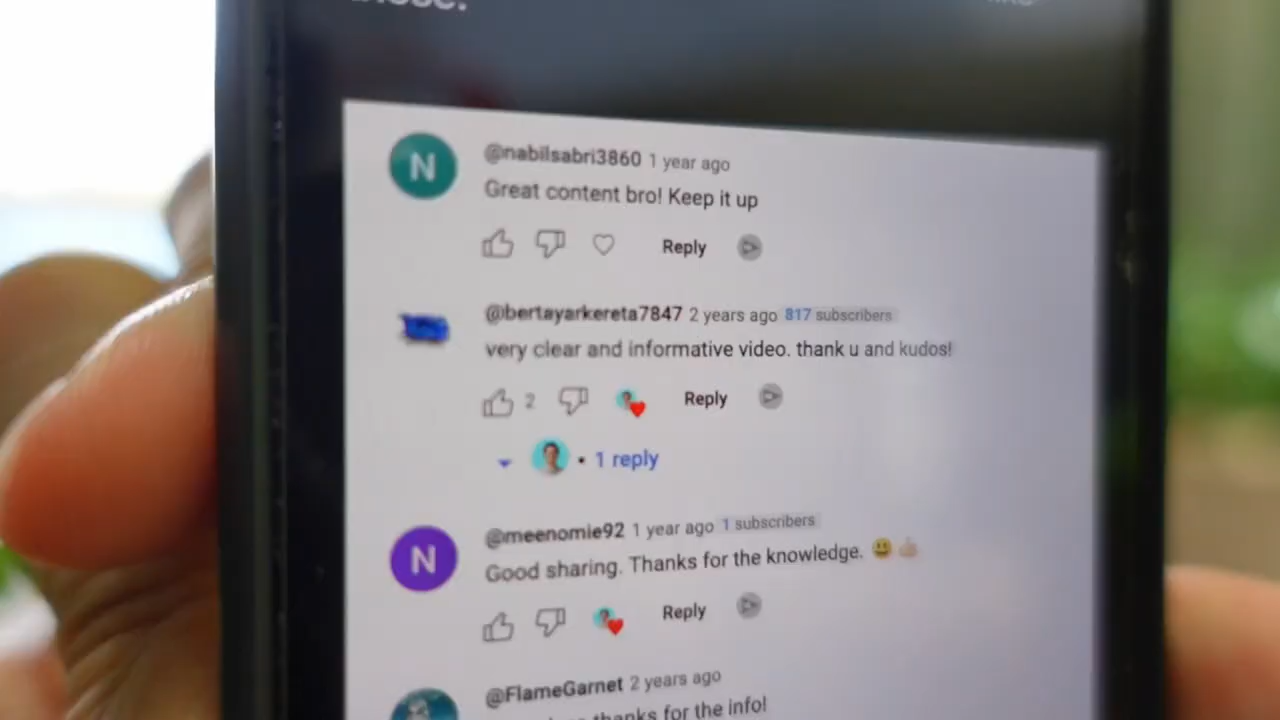 N
@nabilsabri3860 1 year ago
Great content bro! Keep it up
Reply
@bertayarkereta7847 2 years ago 817 subscribers
very clear and informative video. thank u and kudos!
2 Reply
• 1 reply
N
@meenomie92 1 year ago 1 subscribers
Good sharing. Thanks for the knowledge. 😃👍
Reply
@FlameGarnet 2 years ago
thanks for the info!